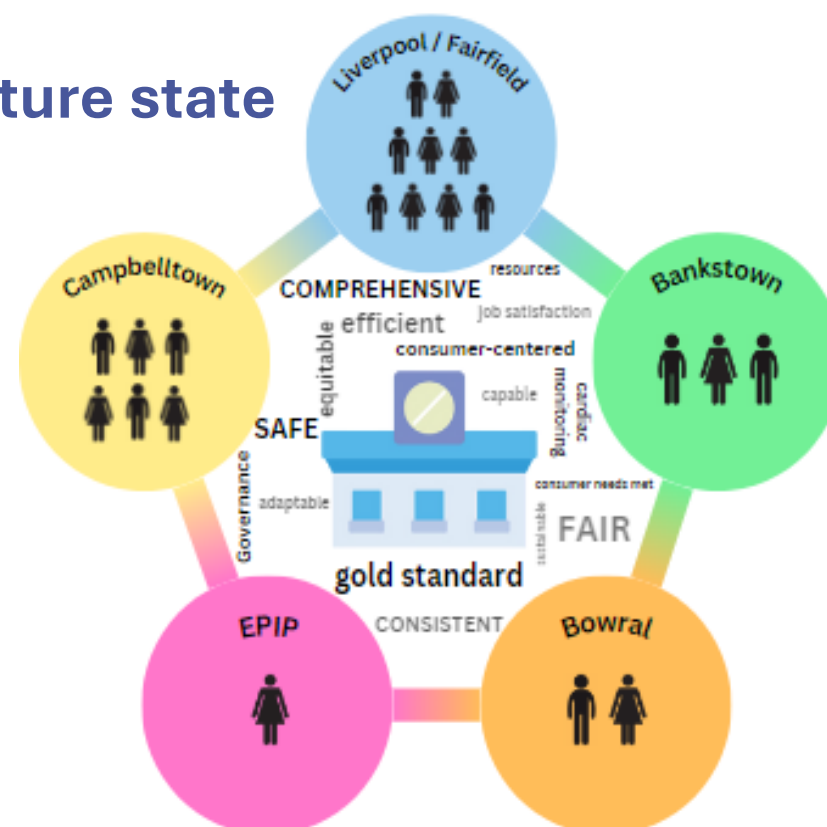 ture state
Liverpool / Fairfield
Campbelltown
Bankstown
resources
COMPREHENSIVE
job satisfaction
efficient
equitable
consumer-centered
capable
cardiac
monitoring
SAFE
consumer needs met
Governance
adaptable
sustainable
FAIR
gold standard
CONSISTENT
EPIP
Bowral